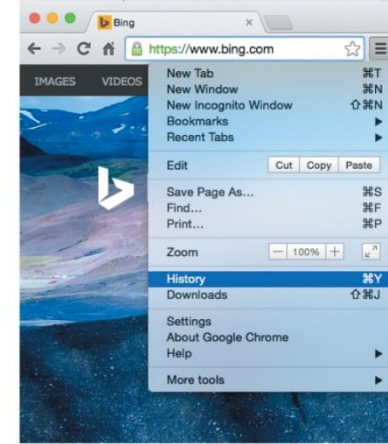 Bing
https://www.bing.com
IMAGES VIDEOS
New Tab ⌘T
New Window ⌘N
New Incognito Window ⇧⌘N
Bookmarks
Recent Tabs
Edit Cut Copy Paste
Save Page As... ⌘S
Find... ⌘F
Print... ⌘P
Zoom − 100% +
History ⌘Y
Downloads ⇧⌘J
Settings
About Google Chrome
Help
More tools